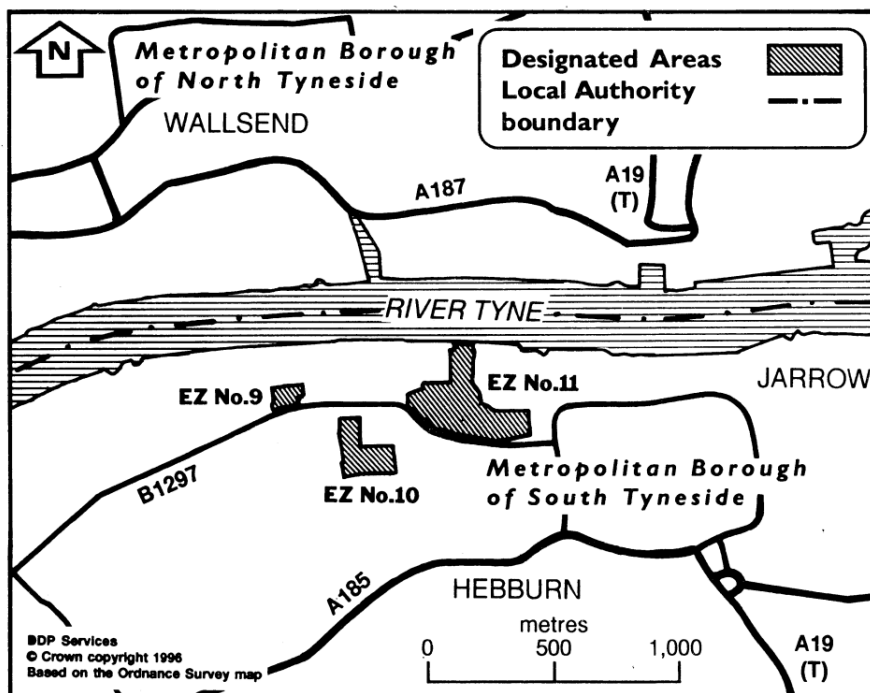 N
Metropolitan Borough
of North Tyneside
WALLSEND
Designated Areas
Local Authority
boundary
A19
(T)
A187
RIVER TYNE
EZ No.9
EZ No.11
JARROW
B1297
EZ No.10
Metropolitan Borough
of South Tyneside
A185
HEBBURN
metres
0 500 1,000
A19
(T)
BDP Services
© Crown copyright 1996
Based on the Ordnance Survey map